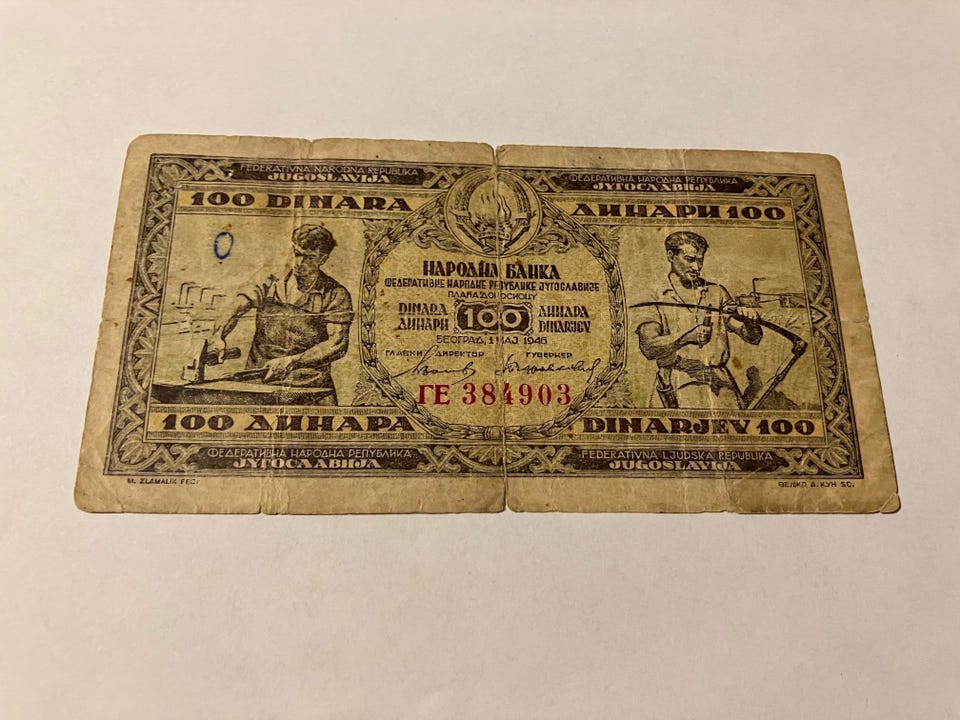 FEDERATIVNA NARODNA REPUBLIKA
JUGOSLAVIJA
ФЕДЕРАТИВНА НАРОДНА РЕПУБЛИКА
ЈУГОСЛАВИЈА
100 DINARA
ДИНАРИ 100
0
НАРОДНА БАНКА
ФЕДЕРАТИВНЕ НАРОДНЕ РЕПУБЛИКЕ ЈУГОСЛАВИЈЕ
ПЛАЋА ДОНОСИОЦУ
DINARA
ДИНАРИ
100
ДИНАРА
DINARJEV
БЕОГРАД, 1 МАЈ 1946
ГЛАВНИ ДИРЕКТОР
ГУВЕРНЕР
ГЕ 384903
100 ДИНАРА
DINARJEV 100
ФЕДЕРАТИВНА НАРОДНА РЕПУБЛИКА
ЈУГОСЛАВИЈА
FEDERATIVNA LJUDSKA REPUBLIKA
JUGOSLAVIJA
M. ZLAMALIK FECIT
ВЕЉКО А. КУН SC.